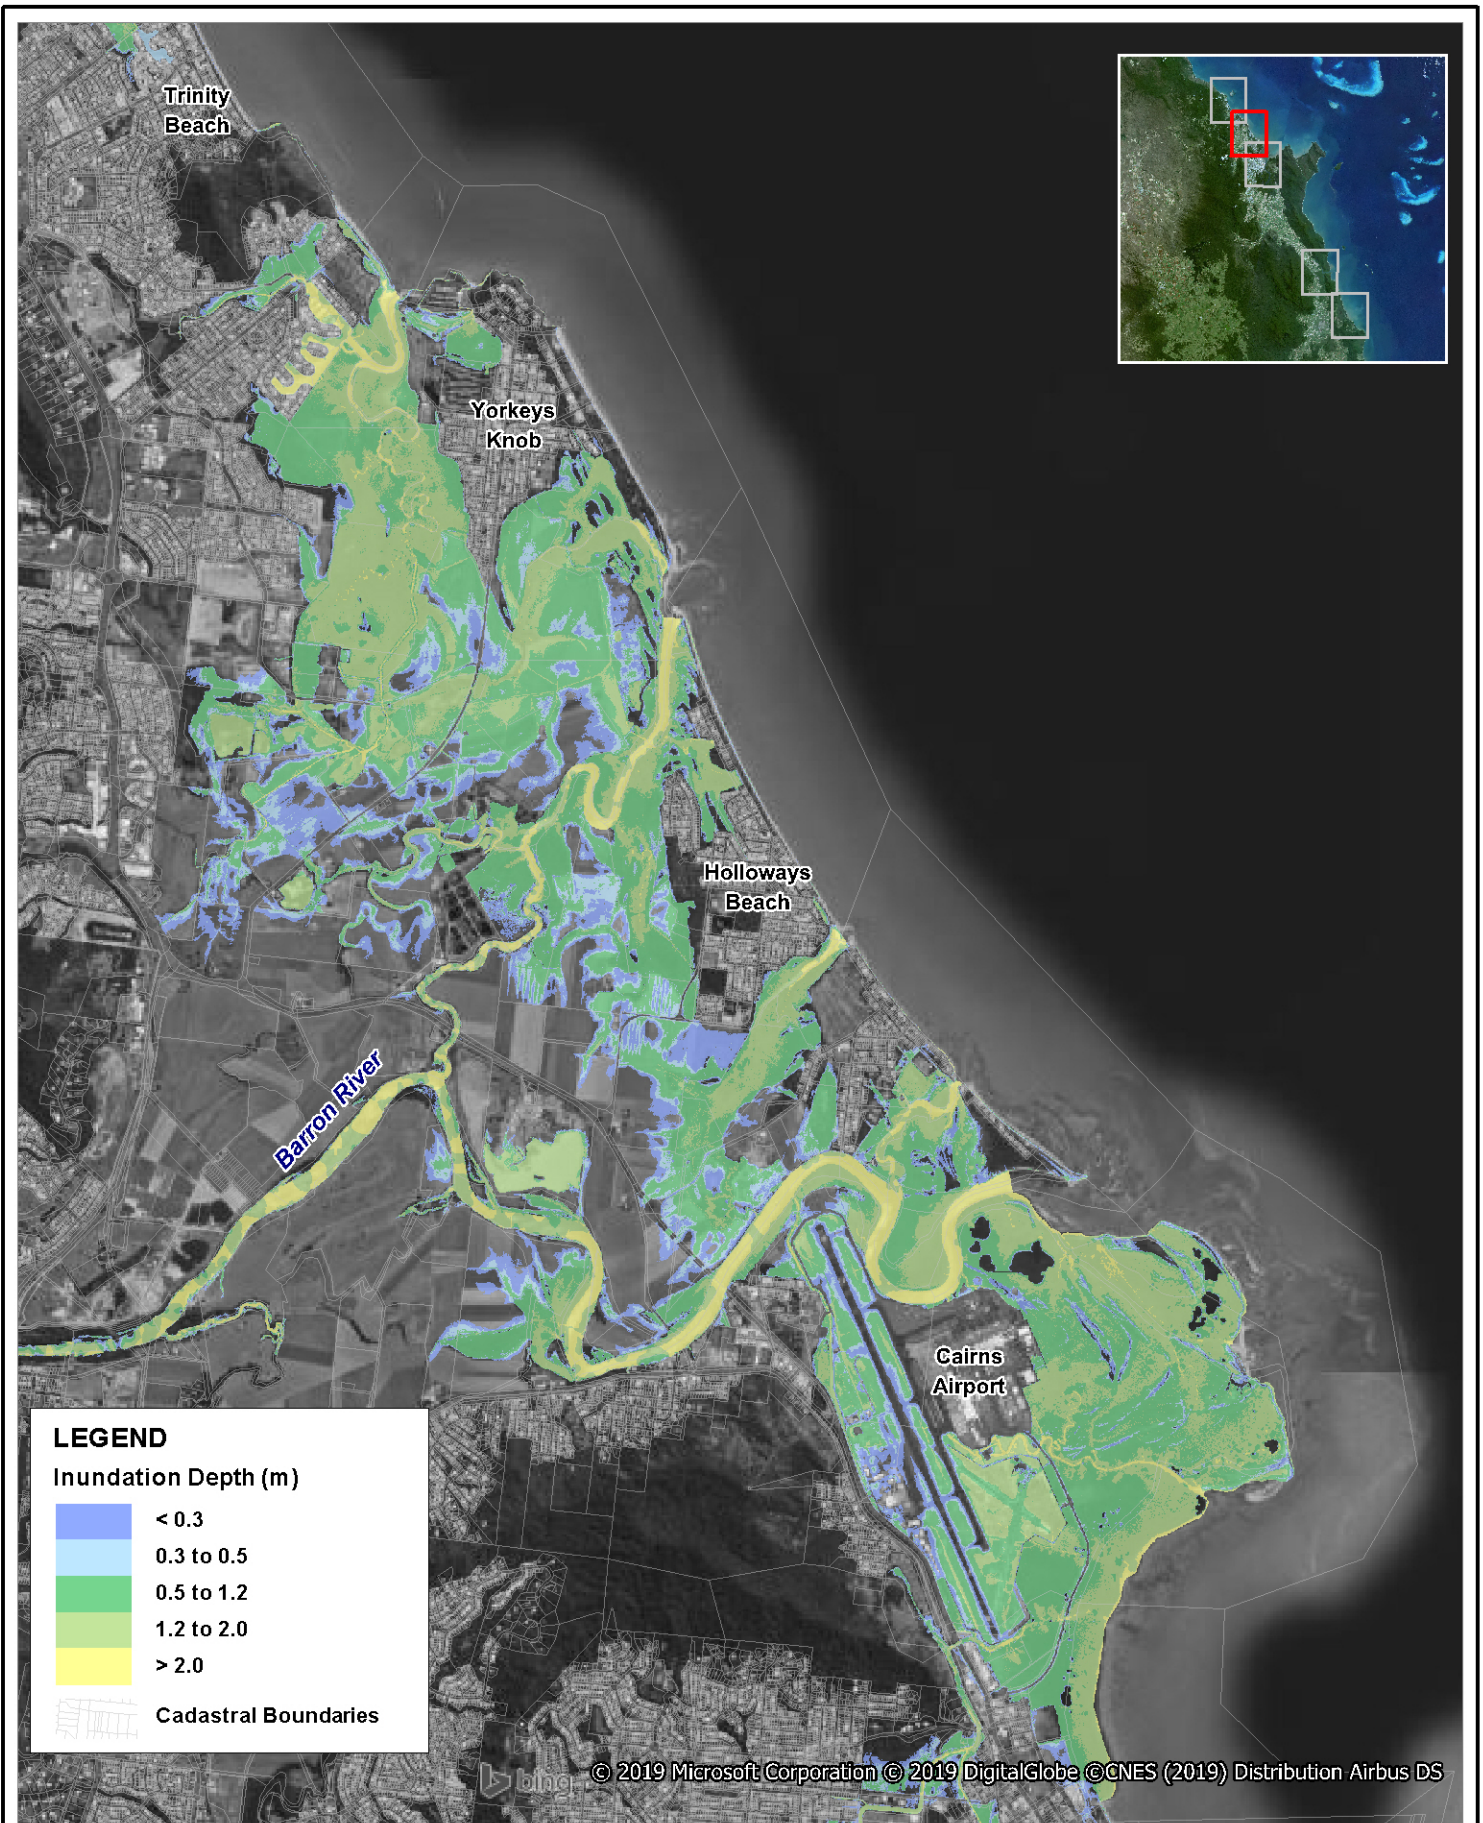 Trinity
Beach
Yorkeys
Knob
Holloways
Beach
Barron River
Cairns
Airport
LEGEND
Inundation Depth (m)
< 0.3
0.3 to 0.5
0.5 to 1.2
1.2 to 2.0
> 2.0
Cadastral Boundaries
bing
© 2019 Microsoft Corporation © 2019 DigitalGlobe ©CNES (2019) Distribution Airbus DS